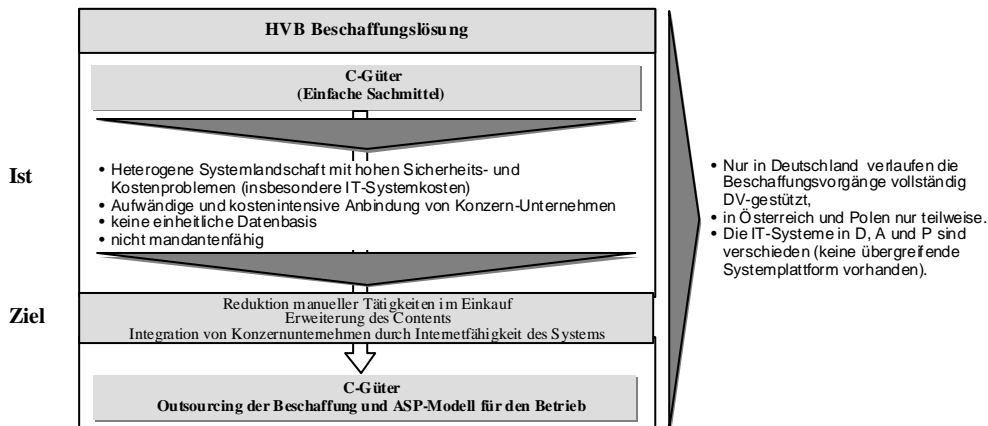 HVB Beschaffungslösung
C-Güter
(Einfache Sachmittel)
Ist
• Heterogene Systemlandschaft mit hohen Sicherheits- und
Kostenproblemen (insbesondere IT-Systemkosten)
• Aufwändige und kostenintensive Anbindung von Konzern-Unternehmen
• keine einheitliche Datenbasis
• nicht mandantenfähig
Ziel
Reduktion manueller Tätigkeiten im Einkauf
Erweiterung des Contents
Integration von Konzernunternehmen durch Internetfähigkeit des Systems
C-Güter
Outsourcing der Beschaffung und ASP-Modell für den Betrieb
• Nur in Deutschland verlaufen die
Beschaffungsvorgänge vollständig
DV-gestützt,
• in Österreich und Polen nur teilweise.
• Die IT-Systeme in D, A und P sind
verschieden (keine übergreifende
Systemplattform vorhanden).